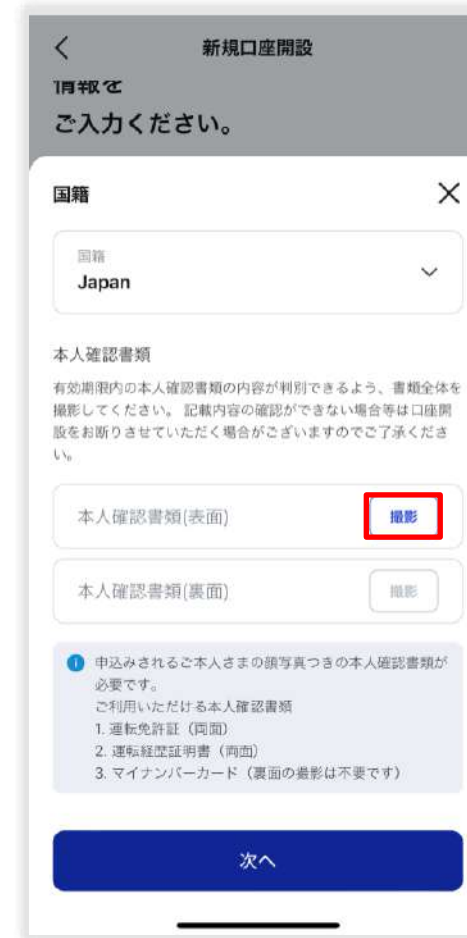 新規口座開設
情報を
ご入力ください。
国籍
国籍
Japan
本人確認書類
有効期限内の本人確認書類の内容が判別できるよう、書類全体を
撮影してください。 記載内容の確認ができない場合等は口座開
設をお断りさせていただく場合がございますのでご了承くださ
い。
本人確認書類(表面)
撮影
本人確認書類(裏面)
撮影
申込みされるご本人さまの顔写真つきの本人確認書類が
必要です。
ご利用いただける本人確認書類
1. 運転免許証（両面）
2. 運転経歴証明書（両面）
3. マイナンバーカード（裏面の撮影は不要です）
次へ